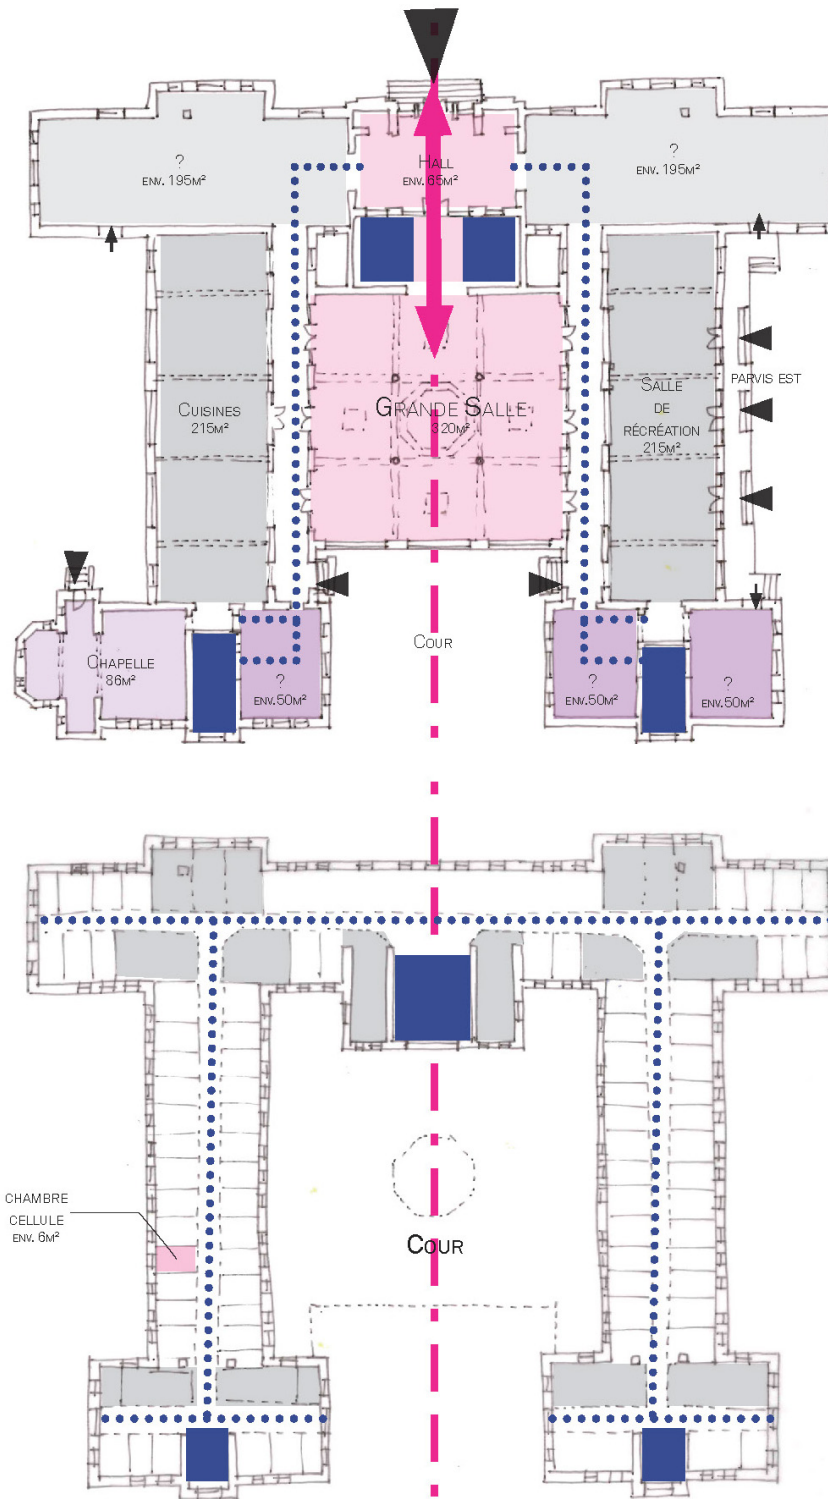 ?
ENV. 195M²
HALL
ENV. 65M²
?
ENV. 195M²
CUISINES
215M²
GRANDE SALLE
320M²
SALLE
DE
RÉCRÉATION
215M²
PARVIS EST
CHAPELLE
86M²
?
ENV.50M²
COUR
?
ENV.50M²
?
ENV.50M²
CHAMBRE
CELLULE
ENV. 6M²
COUR